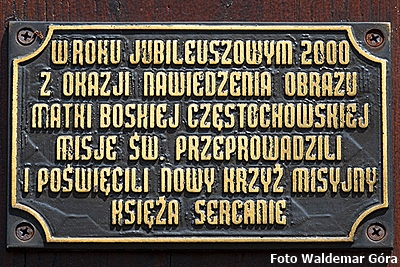 W ROKU JUBILEUSZOWYM 2000
Z OKAZJI NAWIEDZENIA OBRAZU
MATKI BOSKIEJ CZĘSTOCHOWSKIEJ
MISJE ŚW. PRZEPROWADZILI
I POŚWIĘCILI NOWY KRZYŻ MISYJNY
KSIĘŻA SERCANIE
Foto Waldemar Góra